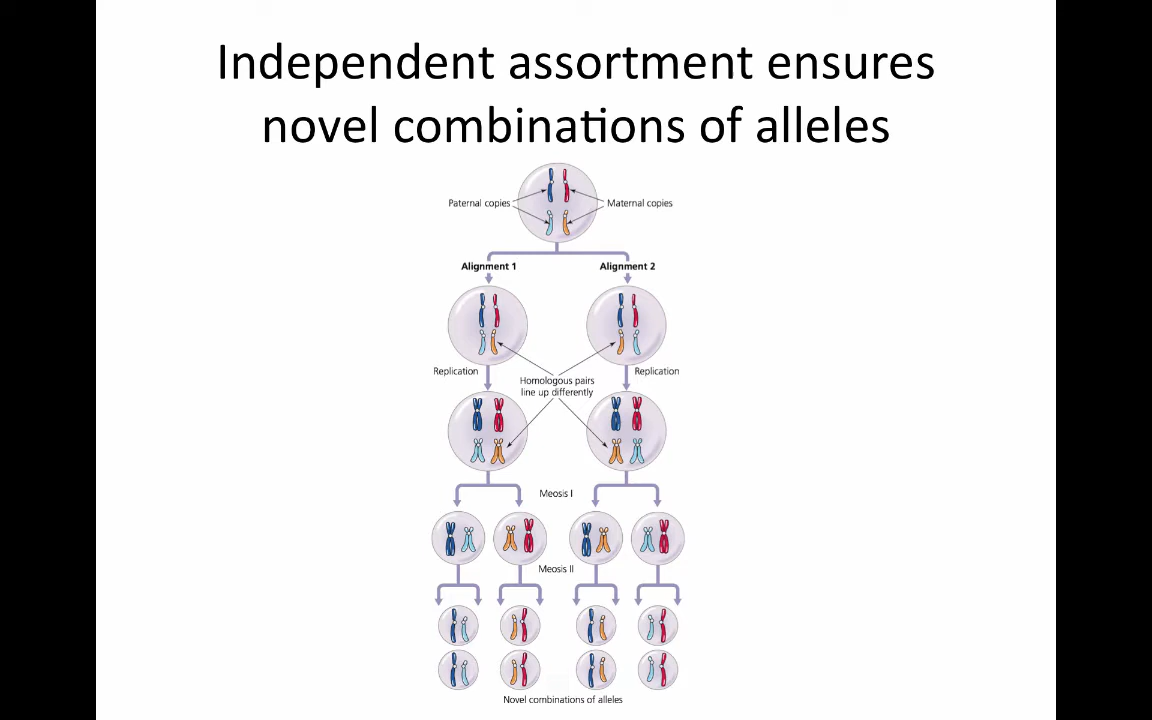 Independent assortment ensures
novel combinations of alleles
Paternal copies
Maternal copies
Alignment 1
Alignment 2
Replication
Homologous pairs
line up differently
Replication
Meosis I
Meosis II
Novel combinations of alleles